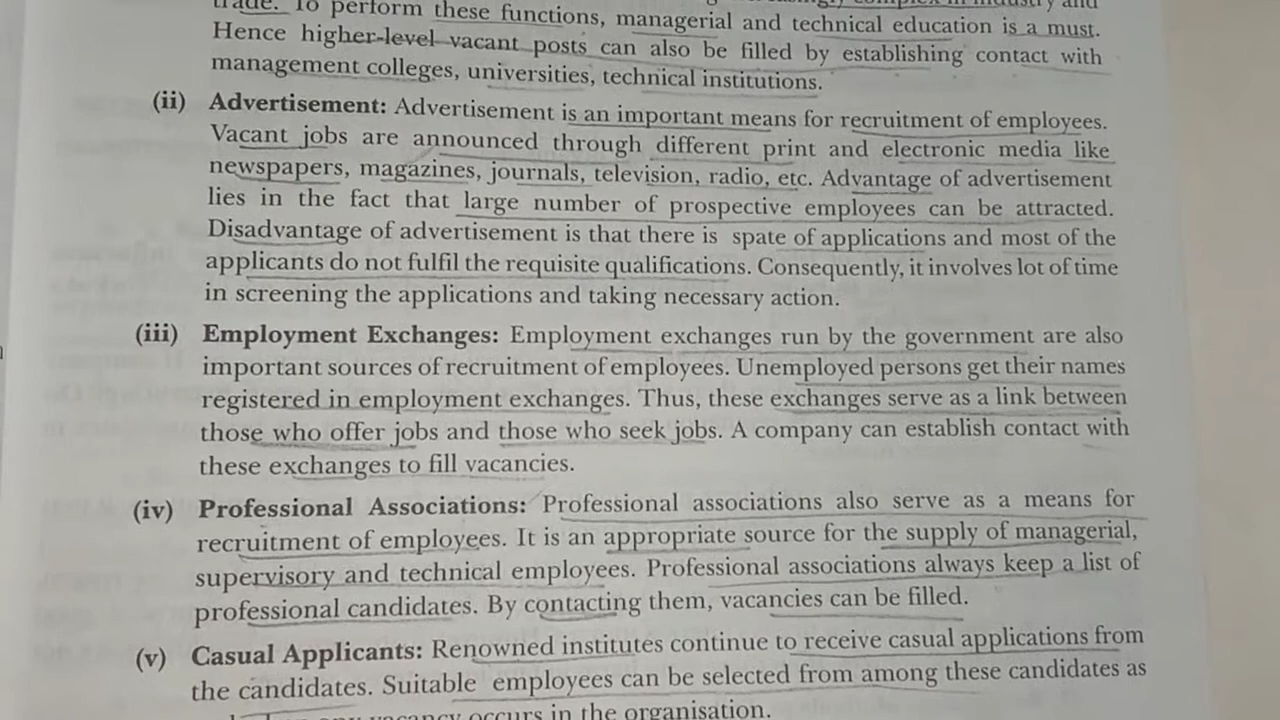 trade. To perform these functions, managerial and technical education is a must.
Hence higher-level vacant posts can also be filled by establishing contact with
management colleges, universities, technical institutions.
(ii) Advertisement: Advertisement is an important means for recruitment of employees.
Vacant jobs are announced through different print and electronic media like
newspapers, magazines, journals, television, radio, etc. Advantage of advertisement
lies in the fact that large number of prospective employees can be attracted.
Disadvantage of advertisement is that there is spate of applications and most of the
applicants do not fulfil the requisite qualifications. Consequently, it involves lot of time
in screening the applications and taking necessary action.
(iii) Employment Exchanges: Employment exchanges run by the government are also
important sources of recruitment of employees. Unemployed persons get their names
registered in employment exchanges. Thus, these exchanges serve as a link between
those who offer jobs and those who seek jobs. A company can establish contact with
these exchanges to fill vacancies.
(iv) Professional Associations: Professional associations also serve as a means for
recruitment of employees. It is an appropriate source for the supply of managerial,
supervisory and technical employees. Professional associations always keep a list of
professional candidates. By contacting them, vacancies can be filled.
(v) Casual Applicants: Renowned institutes continue to receive casual applications from
the candidates. Suitable employees can be selected from among these candidates as
any vacancy occurs in the organisation.